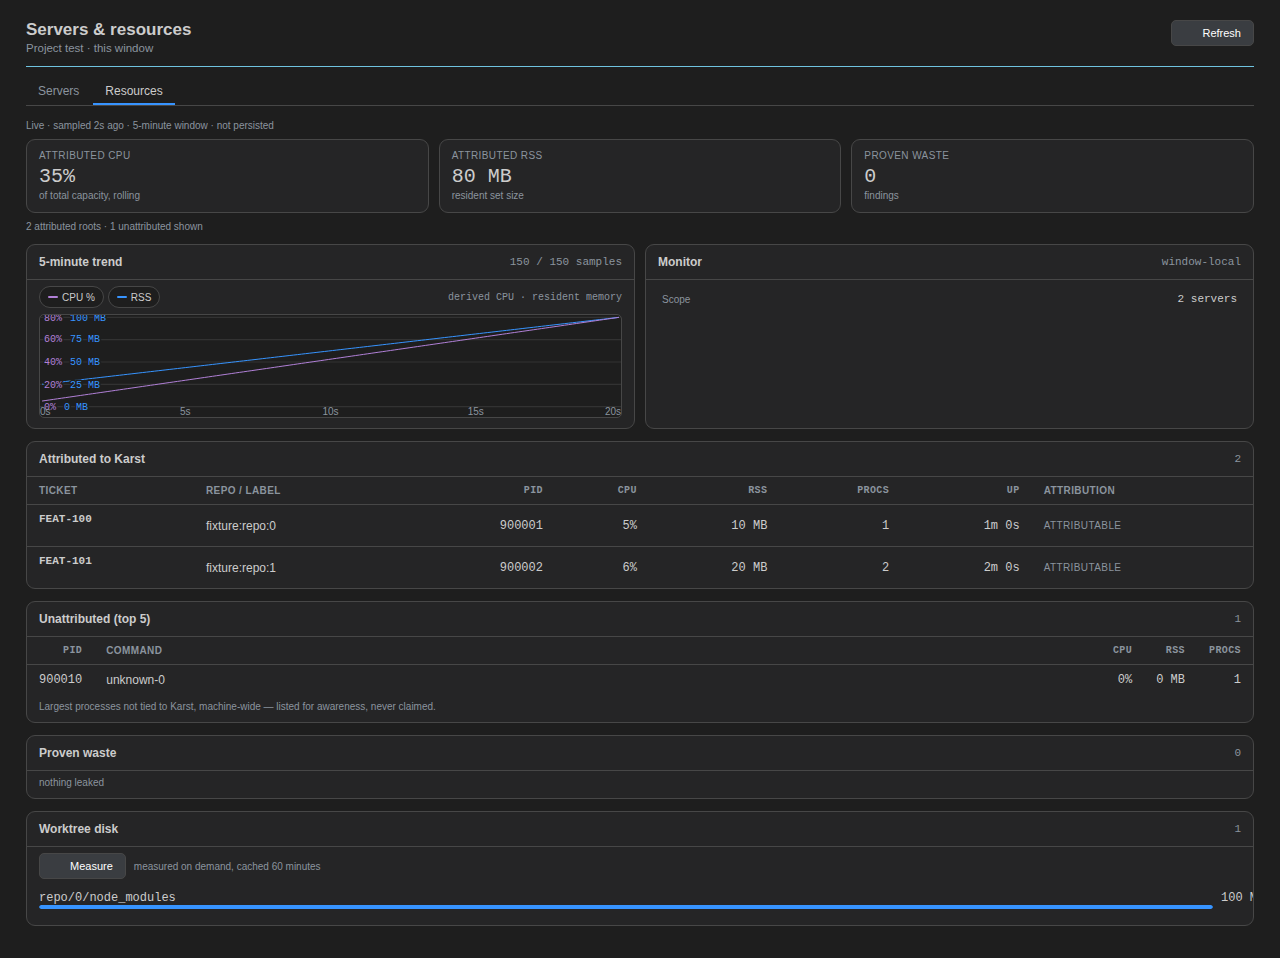 Servers & resources
Project test · this window
Refresh
Servers
Resources
Live · sampled 2s ago · 5-minute window · not persisted
ATTRIBUTED CPU
35%
of total capacity, rolling
ATTRIBUTED RSS
80 MB
resident set size
PROVEN WASTE
0
findings
2 attributed roots · 1 unattributed shown
5-minute trend
150 / 150 samples
CPU %
RSS
derived CPU · resident memory
80% 100 MB
60% 75 MB
40% 50 MB
20% 25 MB
0% 0 MB
0s 5s 10s 15s 20s
Monitor
window-local
Scope
2 servers
Attributed to Karst
2
TICKET REPO / LABEL PID CPU RSS PROCS UP ATTRIBUTION
FEAT-100 fixture:repo:0 900001 5% 10 MB 1 1m 0s ATTRIBUTABLE
FEAT-101 fixture:repo:1 900002 6% 20 MB 2 2m 0s ATTRIBUTABLE
Unattributed (top 5)
1
PID COMMAND CPU RSS PROCS
900010 unknown-0 0% 0 MB 1
Largest processes not tied to Karst, machine-wide — listed for awareness, never claimed.
Proven waste
0
nothing leaked
Worktree disk
1
Measure
measured on demand, cached 60 minutes
repo/0/node_modules
100